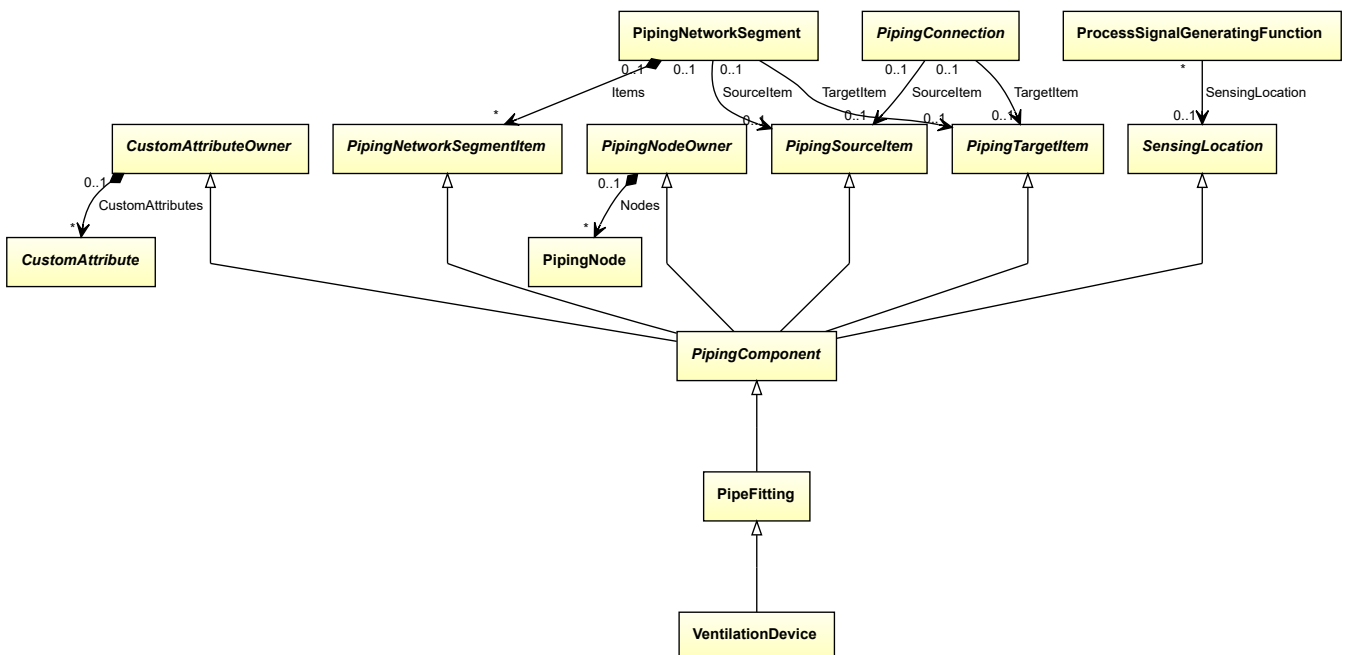 PipingNetworkSegment
PipingConnection
ProcessSignalGeneratingFunction
0..1
0..1
0..1
0..1
0..1
*
Items
SourceItem
TargetItem
SourceItem
TargetItem
SensingLocation
*
0..1
0..1
0..1
0..1
0..1
CustomAttributeOwner
PipingNetworkSegmentItem
PipingNodeOwner
PipingSourceItem
PipingTargetItem
SensingLocation
0..1
0..1
CustomAttributes
Nodes
*
*
CustomAttribute
PipingNode
PipingComponent
PipeFitting
VentilationDevice